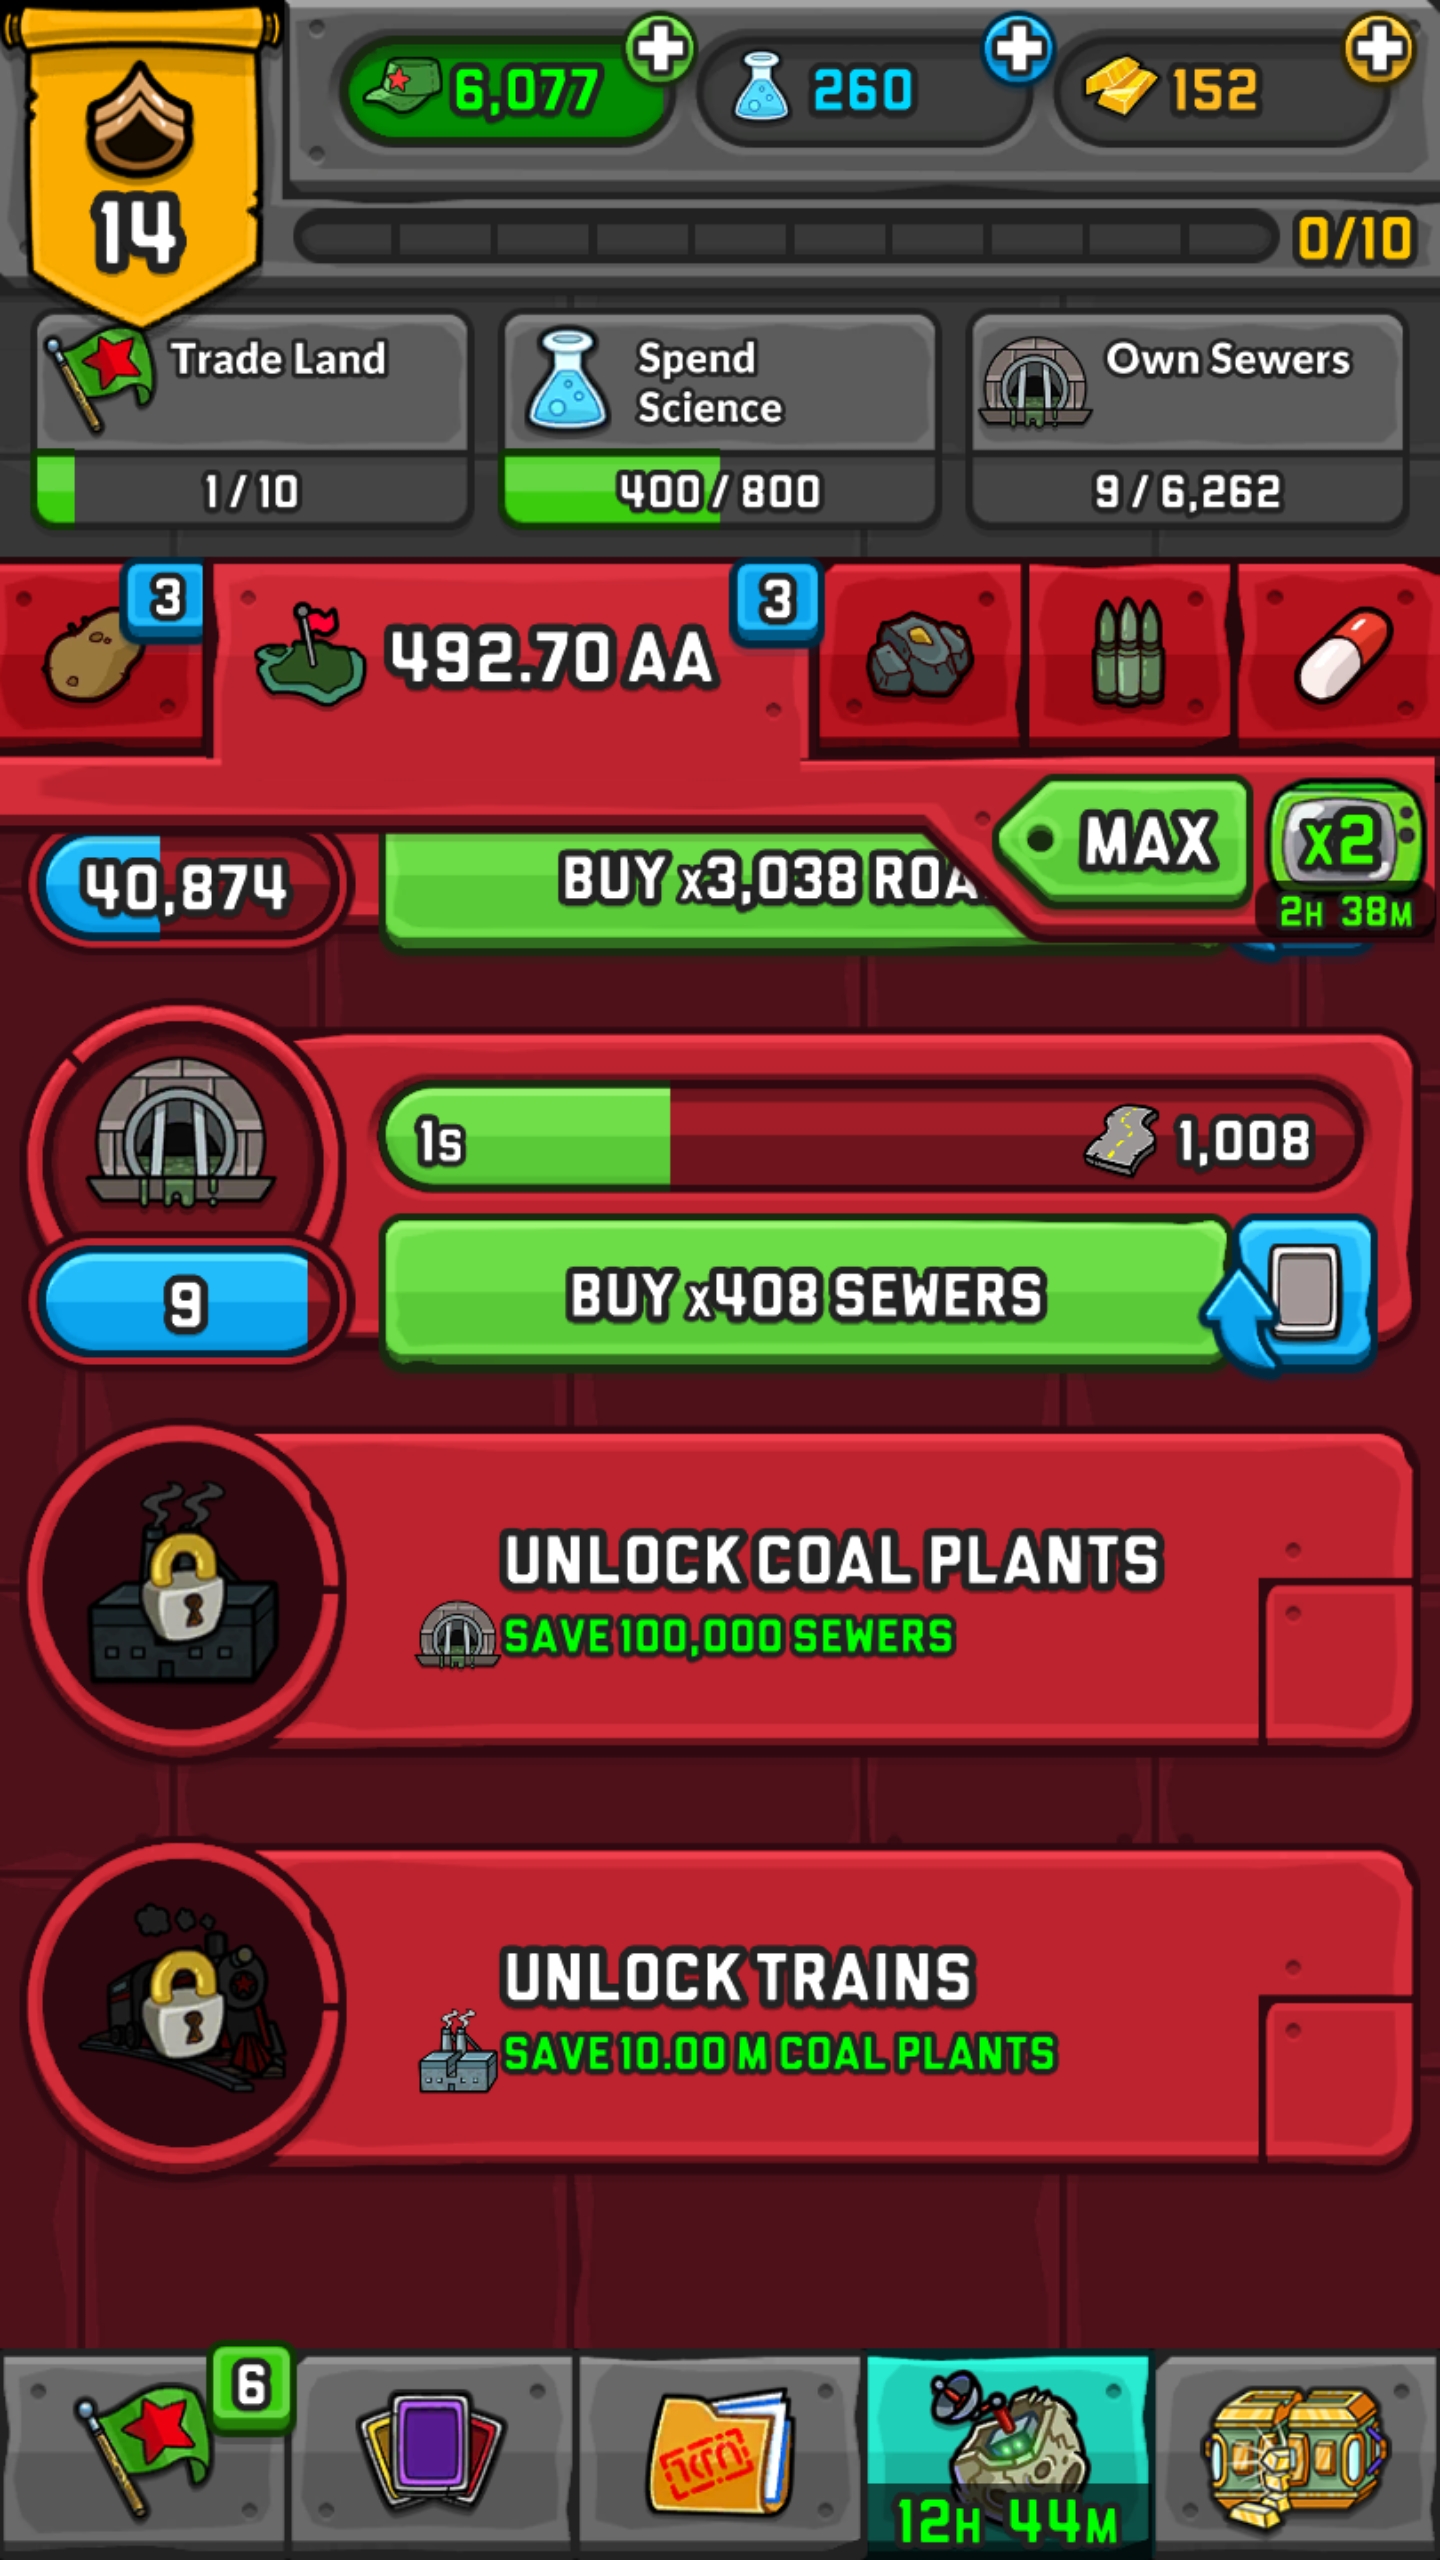 6,077
260
152
14
0/10
Trade Land
1/10
Spend
Science
400/800
Own Sewers
9/6,262
3
492.70 AA
3
MAX
x2
2H 38M
40,874
BUY x3,038
1s
1,008
9
BUY x408 SEWERS
UNLOCK COAL PLANTS
SAVE 100,000 SEWERS
UNLOCK TRAINS
SAVE 10.00 M COAL PLANTS
6
12H 44M